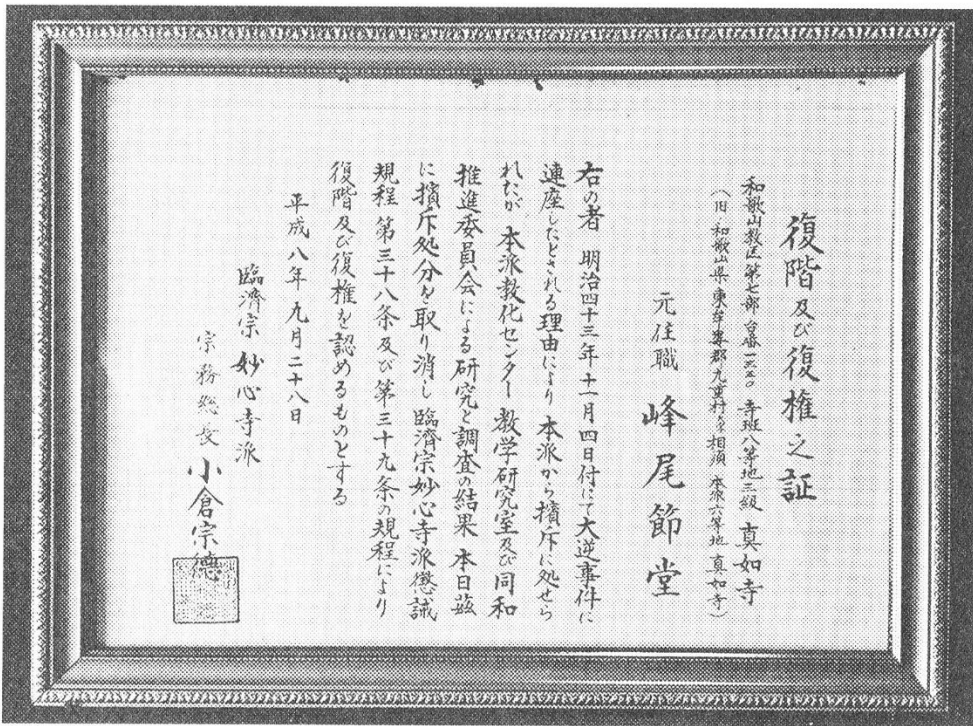 復階及び復権之証
和歌山教区第七部 台番一三二〇 寺班八等地三級 真如寺
（旧・和歌山県東牟婁郡九重村 相須 本派六等地 真如寺）
元住職 峰尾節堂
右の者 明治四十三年十一月四日付にて大逆事件に
連座したとされる理由により 本派から擯斥に処せら
れたが 本派教化センター 教学研究室及び同和
推進委員会による研究と調査の結果 本日茲
に擯斥処分を取り消し 臨済宗妙心寺派懲誡
規程 第三十八条及び第三十九条の規程により
復階及び復権を認めるものとする
平成八年 九月二十八日
臨済宗 妙心寺派
宗務総長 小倉宗徳